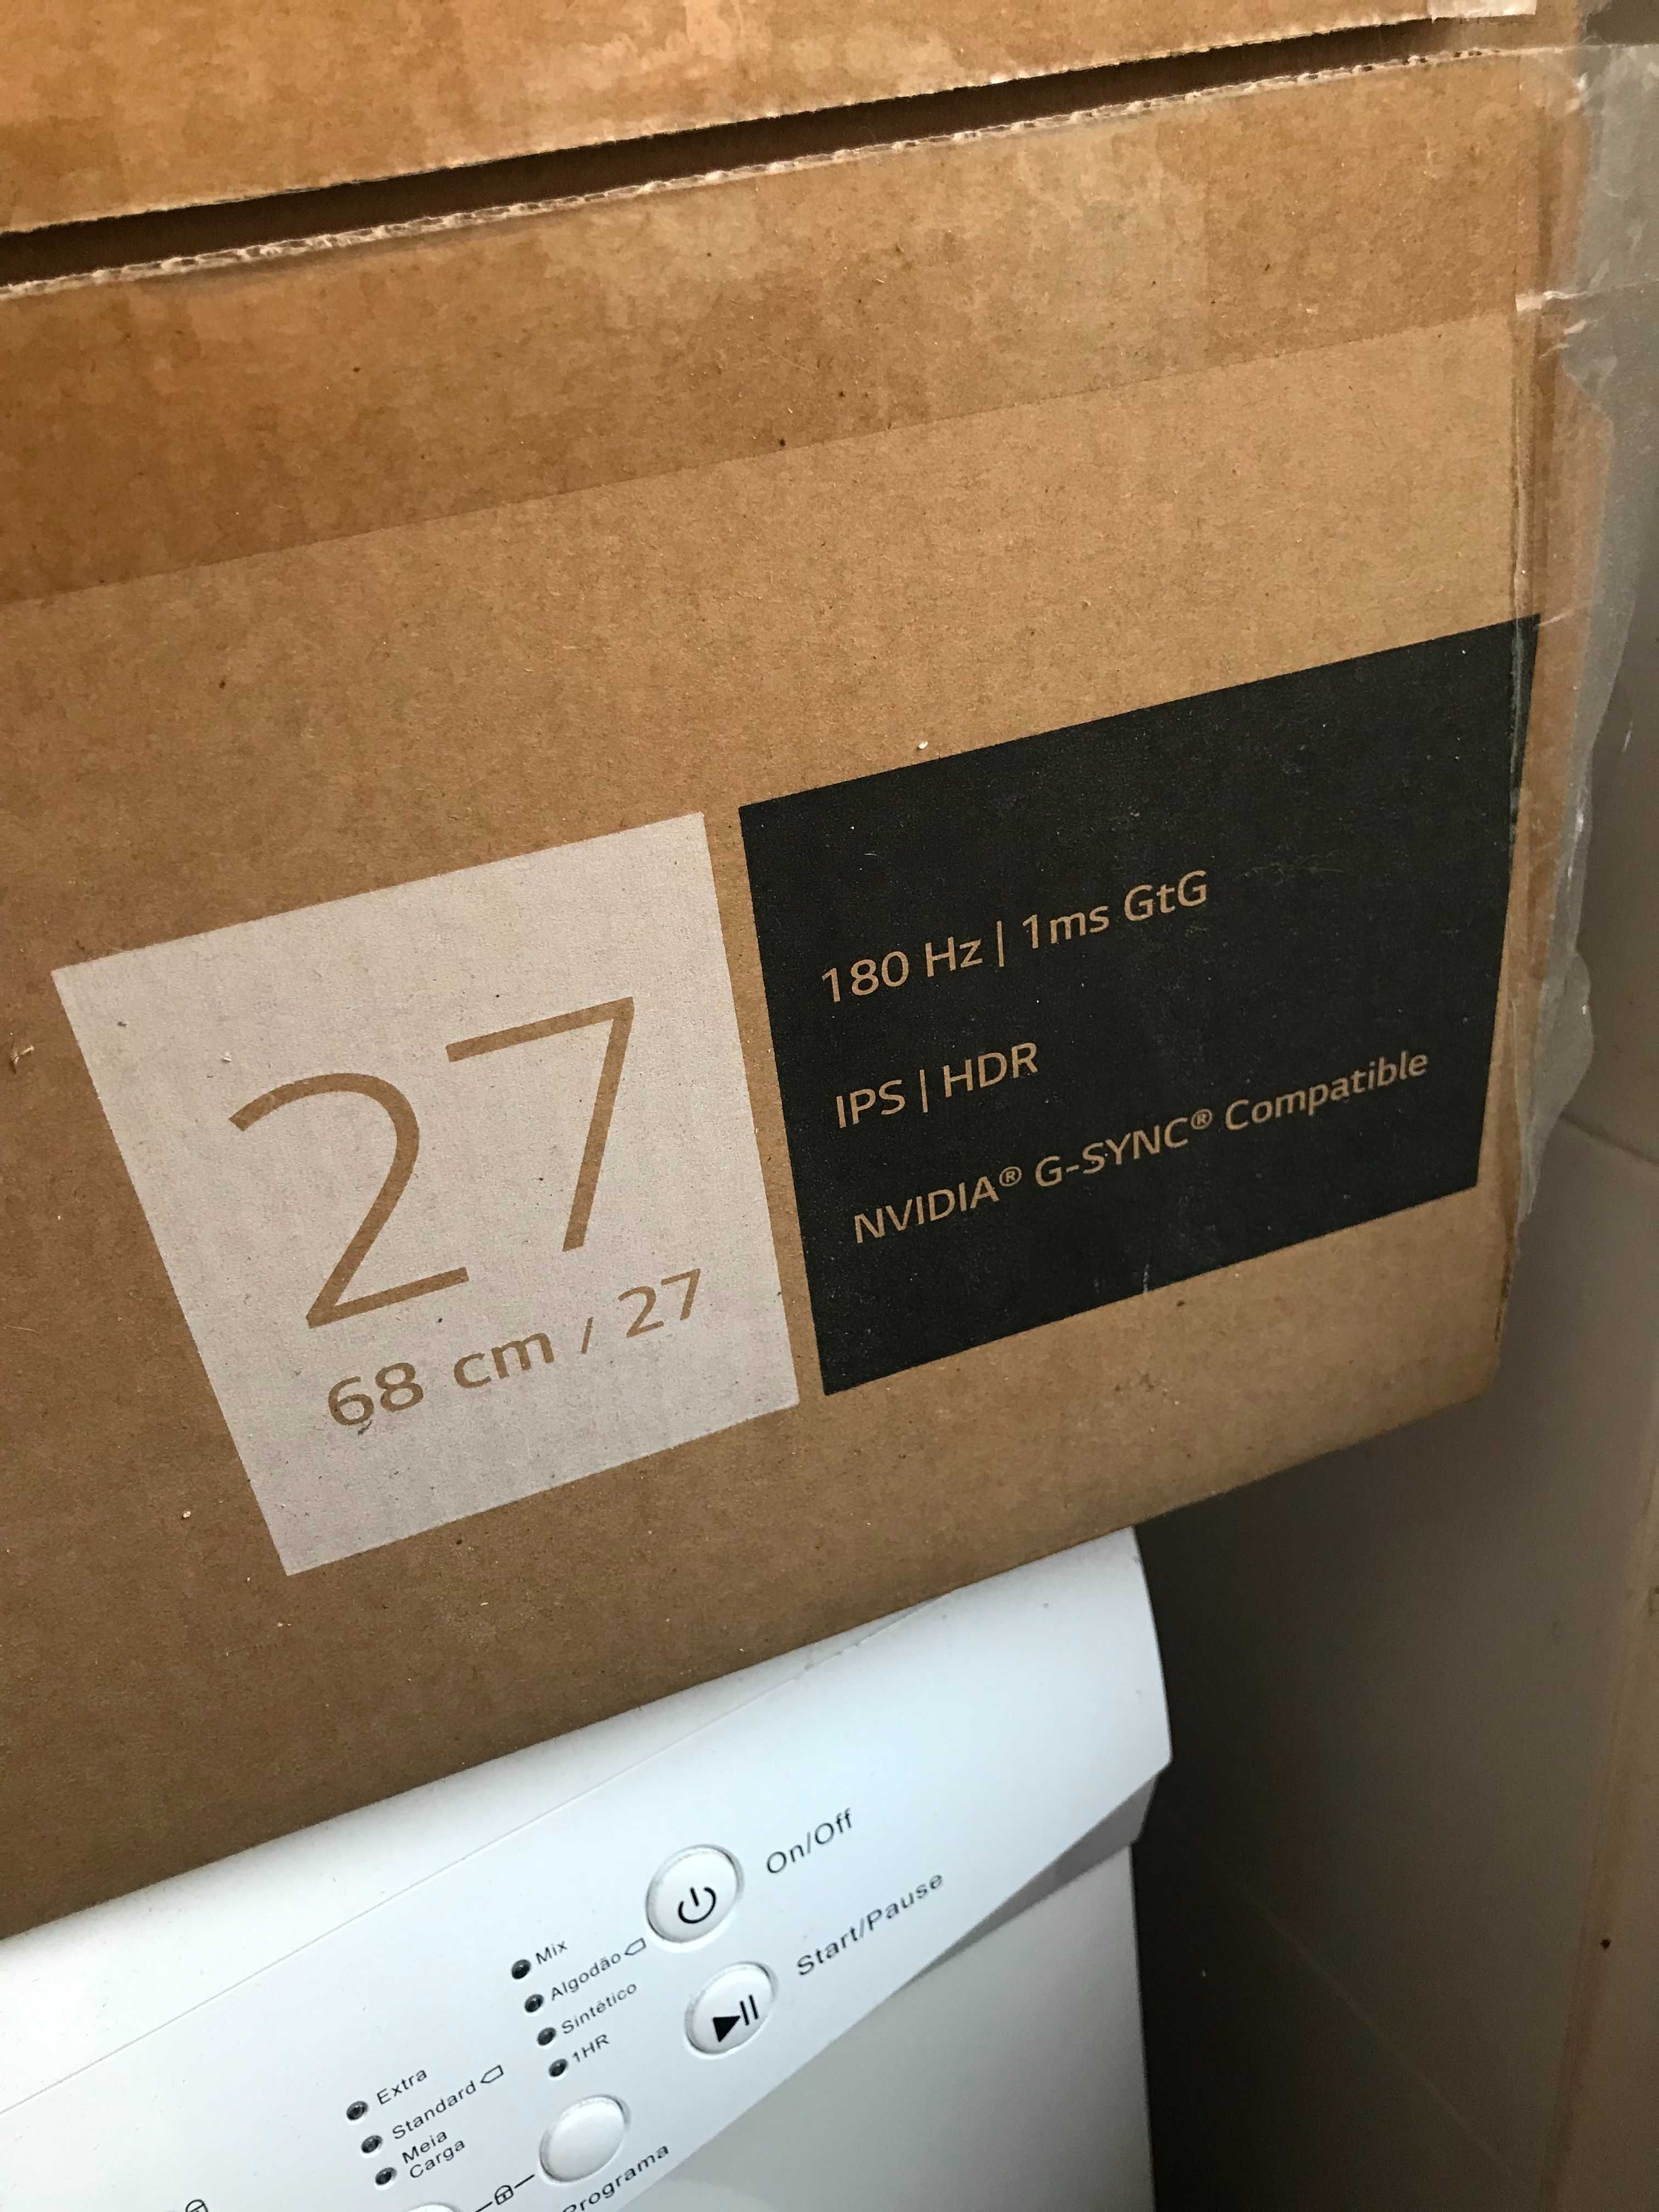 27
68 cm / 27
180 Hz | 1ms GtG
IPS | HDR
NVIDIA® G-SYNC® Compatible
On/Off
Start/Pause
Mix
Algodão
Sintético
1HR
Extra
Standard
Meia
Carga
Programa